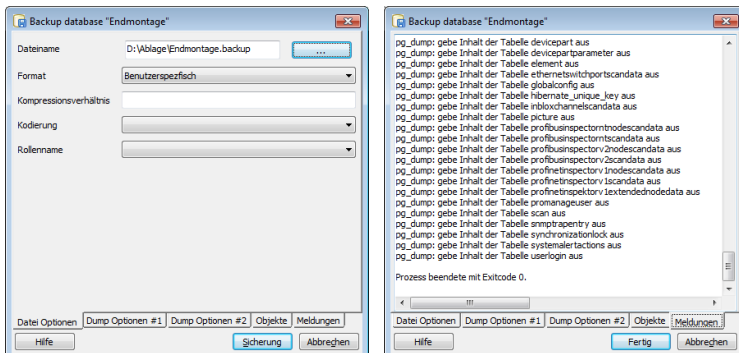 Backup database "Endmontage"
Dateiname
D:\Ablage\Endmontage.backup
...
Format
Benutzerspezfisch
Kompressionsverhältnis
Kodierung
Rollenname
Datei Optionen
Dump Optionen #1
Dump Optionen #2
Objekte
Meldungen
Hilfe
Sicherung
Abbrechen
Backup database "Endmontage"
pg_dump: gebe Inhalt der Tabelle devicepart aus
pg_dump: gebe Inhalt der Tabelle devicepartparameter aus
pg_dump: gebe Inhalt der Tabelle element aus
pg_dump: gebe Inhalt der Tabelle ethernetswitchportscandata aus
pg_dump: gebe Inhalt der Tabelle globalconfig aus
pg_dump: gebe Inhalt der Tabelle hibernate_unique_key aus
pg_dump: gebe Inhalt der Tabelle inbloxchannelscandata aus
pg_dump: gebe Inhalt der Tabelle picture aus
pg_dump: gebe Inhalt der Tabelle profibusinspectorntnodescandata aus
pg_dump: gebe Inhalt der Tabelle profibusinspectorntscandata aus
pg_dump: gebe Inhalt der Tabelle profibusinspectorv2nodescandata aus
pg_dump: gebe Inhalt der Tabelle profibusinspectorv2scandata aus
pg_dump: gebe Inhalt der Tabelle profinetinspektorv1nodescandata aus
pg_dump: gebe Inhalt der Tabelle profinetinspektorv1scandata aus
pg_dump: gebe Inhalt der Tabelle profinetinspektorv1extendednodedata aus
pg_dump: gebe Inhalt der Tabelle promanageuser aus
pg_dump: gebe Inhalt der Tabelle scan aus
pg_dump: gebe Inhalt der Tabelle snmptrapentry aus
pg_dump: gebe Inhalt der Tabelle synchronizationlock aus
pg_dump: gebe Inhalt der Tabelle systemalertactions aus
pg_dump: gebe Inhalt der Tabelle userlogin aus
Prozess beendete mit Exitcode 0.
Datei Optionen
Dump Optionen #1
Dump Optionen #2
Objekte
Meldungen
Hilfe
Fertig
Abbrechen